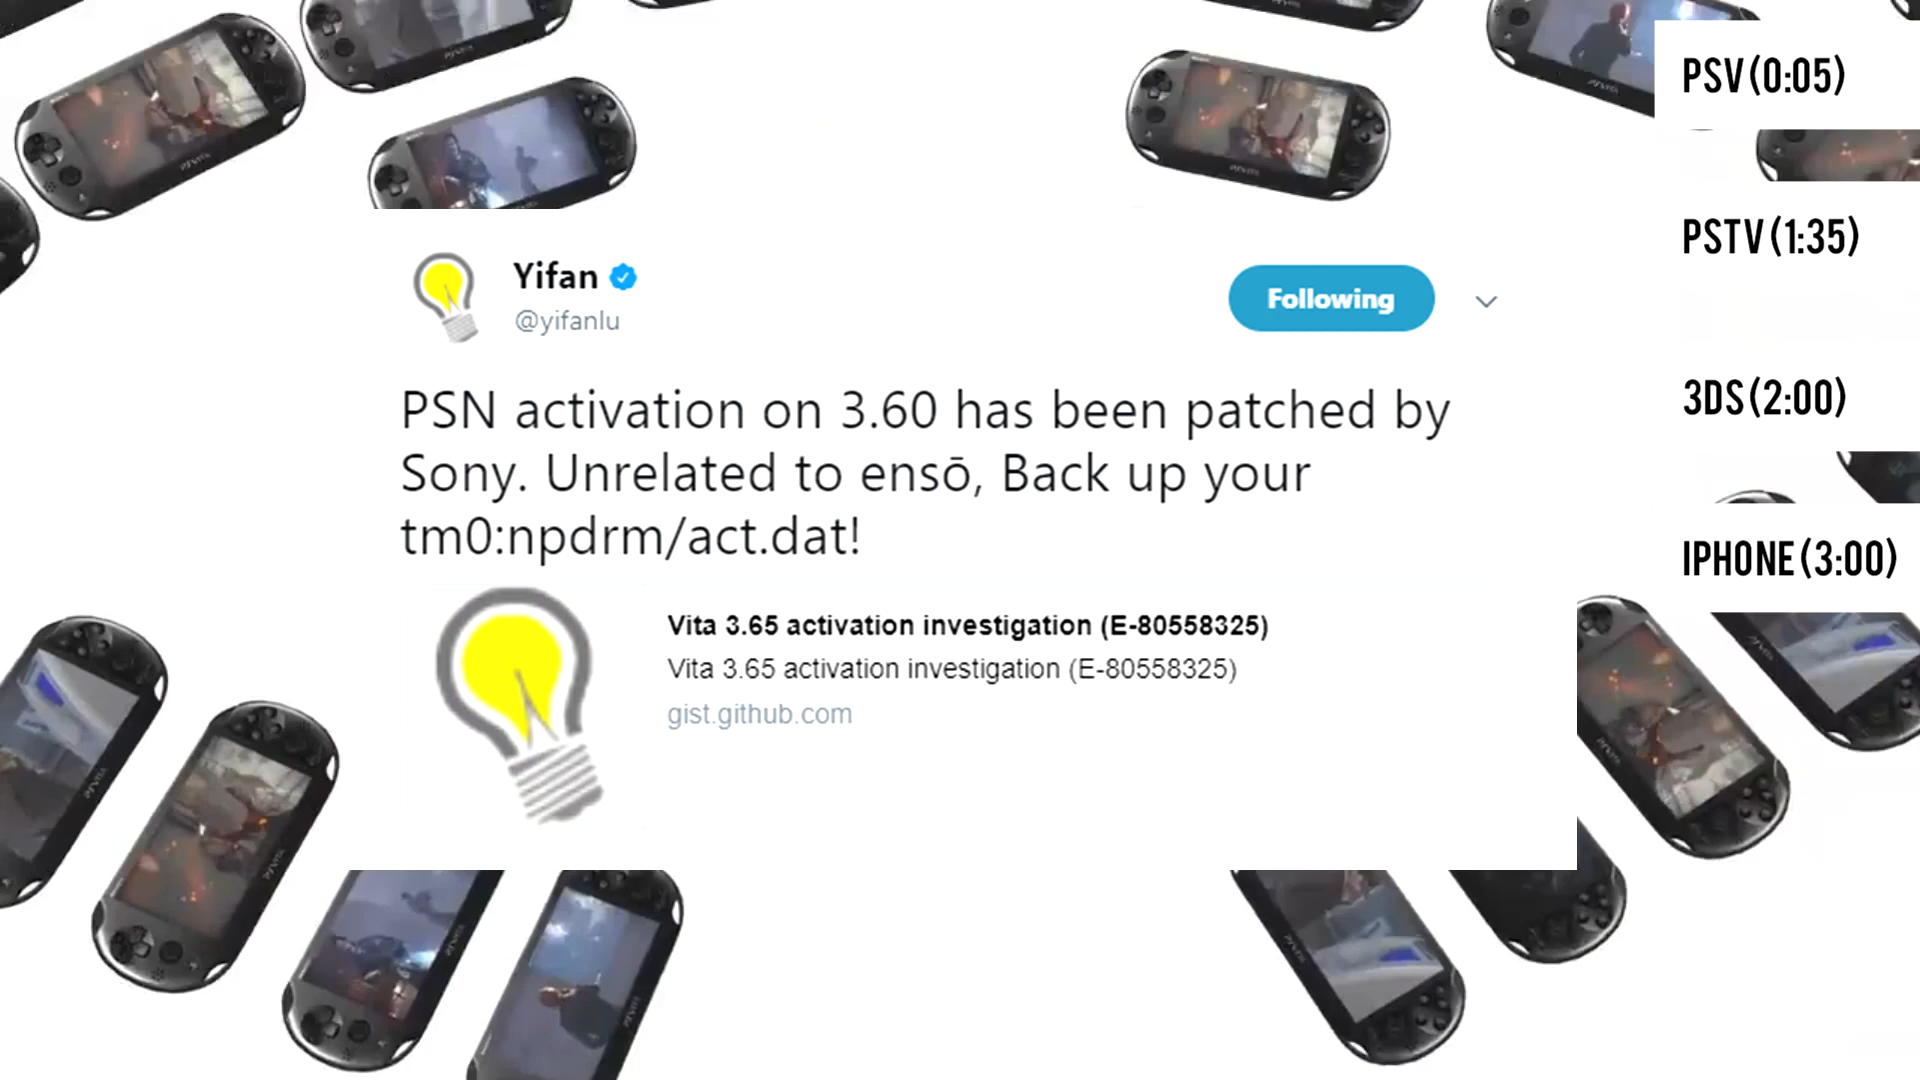 PSV (0:05)
PSTV (1:35)
3DS (2:00)
IPHONE (3:00)
Yifan
@yifanlu
Following
PSN activation on 3.60 has been patched by
Sony. Unrelated to ensō, Back up your
tm0:npdrm/act.dat!
Vita 3.65 activation investigation (E-80558325)
Vita 3.65 activation investigation (E-80558325)
gist.github.com